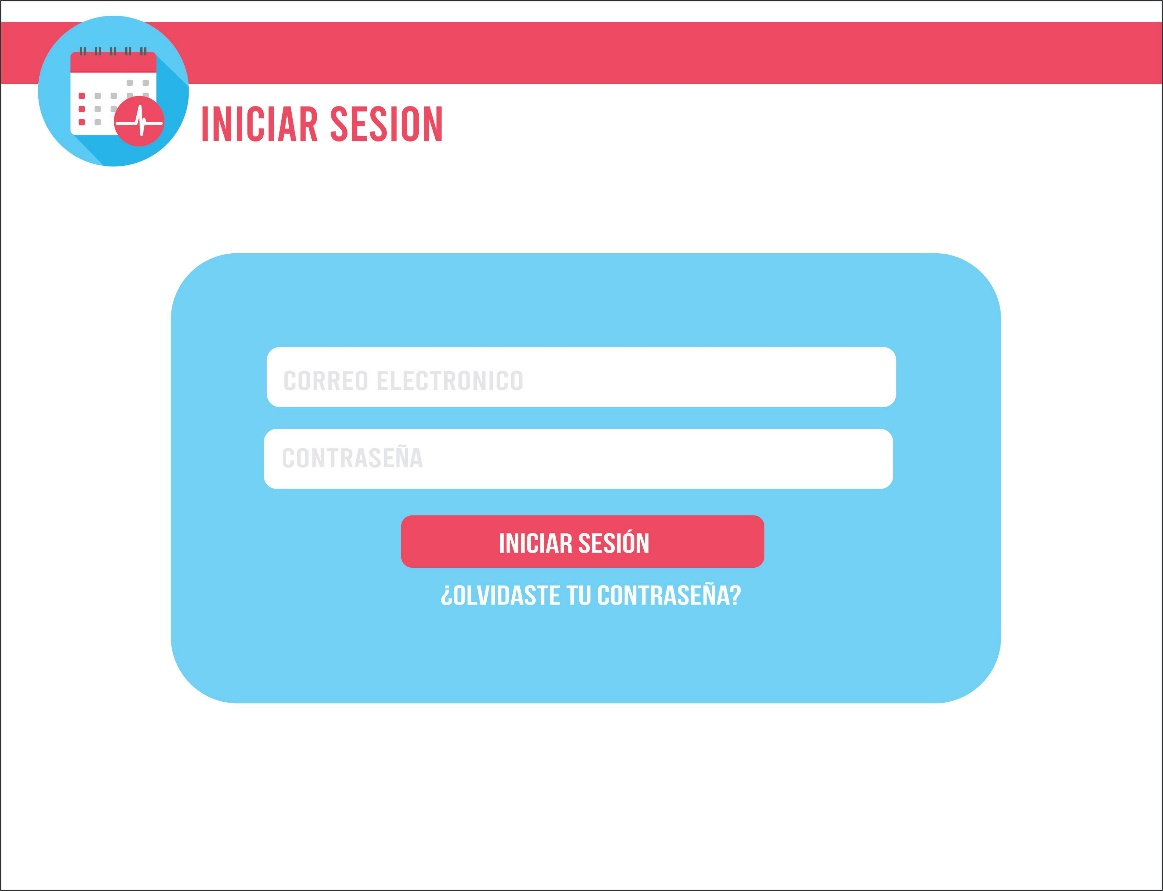 INICIAR SESION
CORREO ELECTRONICO
CONTRASEÑA
INICIAR SESIÓN
¿OLVIDASTE TU CONTRASEÑA?